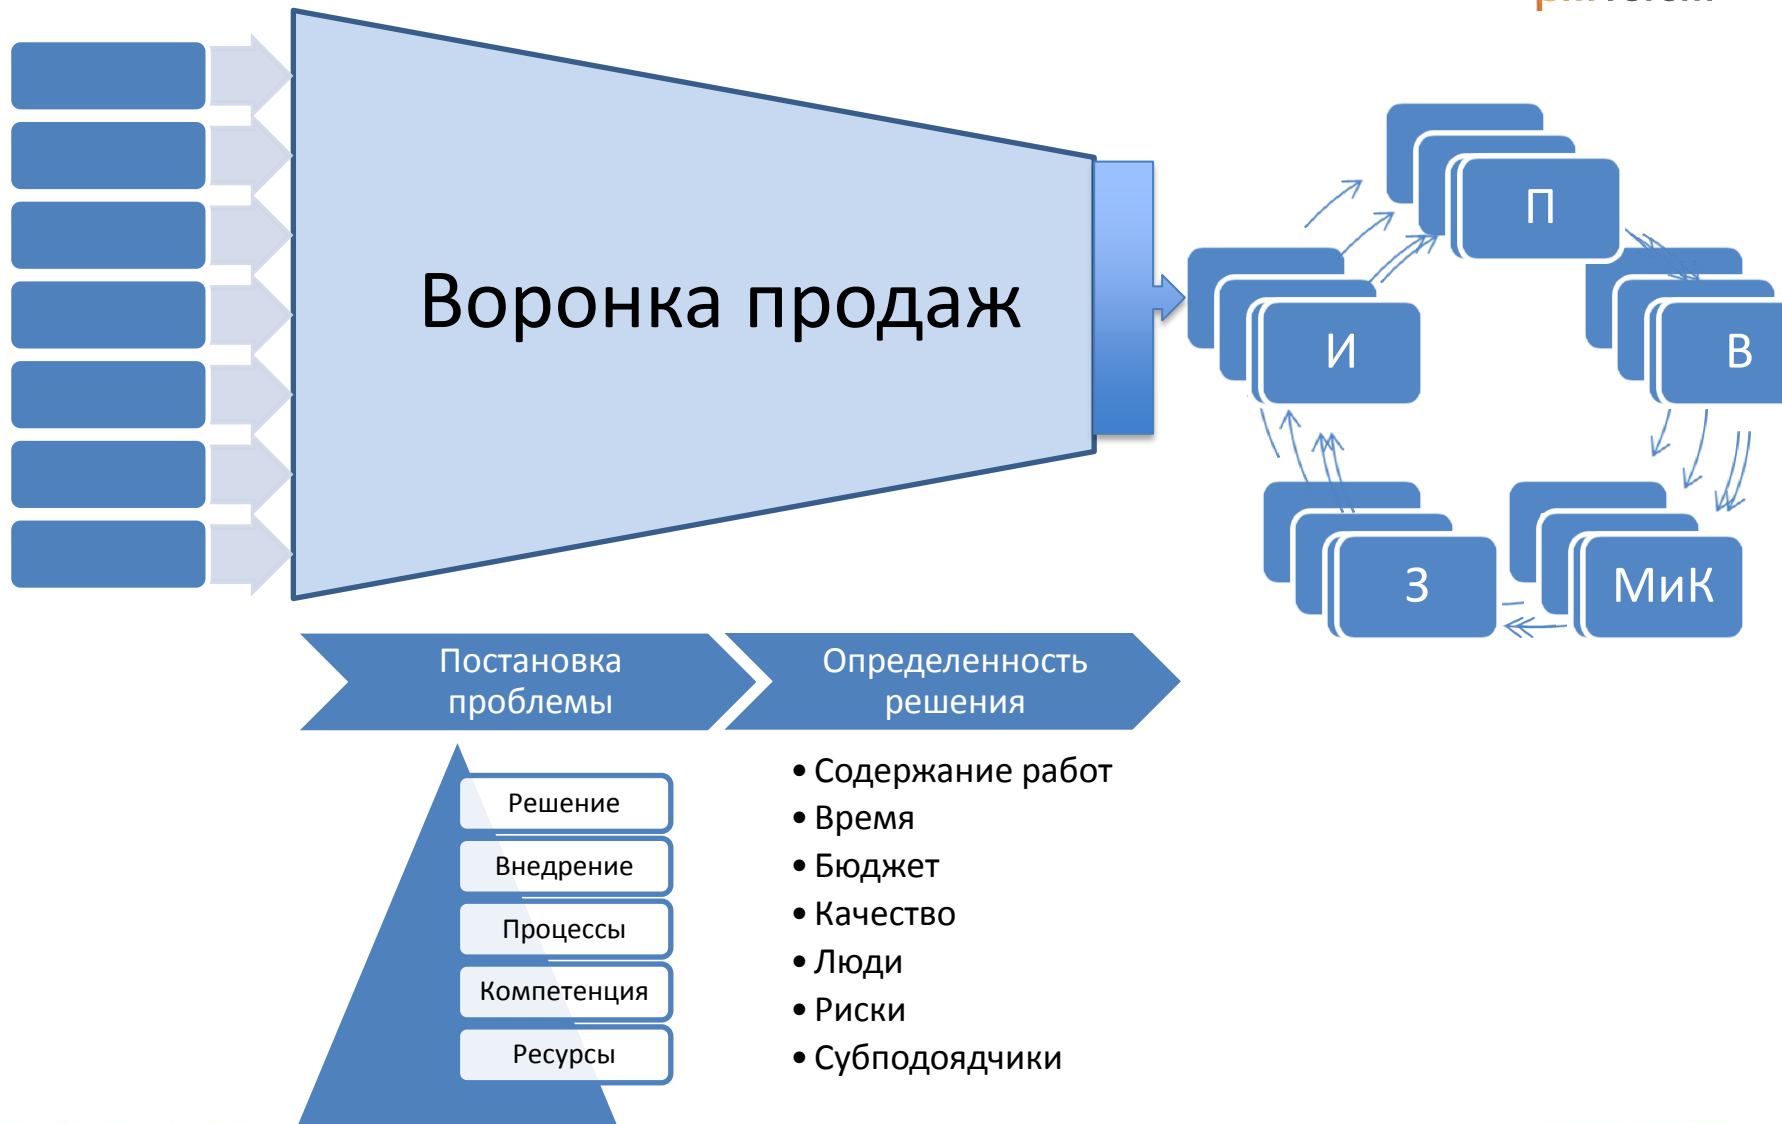 Воронка продаж
П
И
В
З
МиК
Постановка
проблемы
Определенность
решения
Решение
Внедрение
Процессы
Компетенция
Ресурсы
• Содержание работ
• Время
• Бюджет
• Качество
• Люди
• Риски
• Субподоядчики